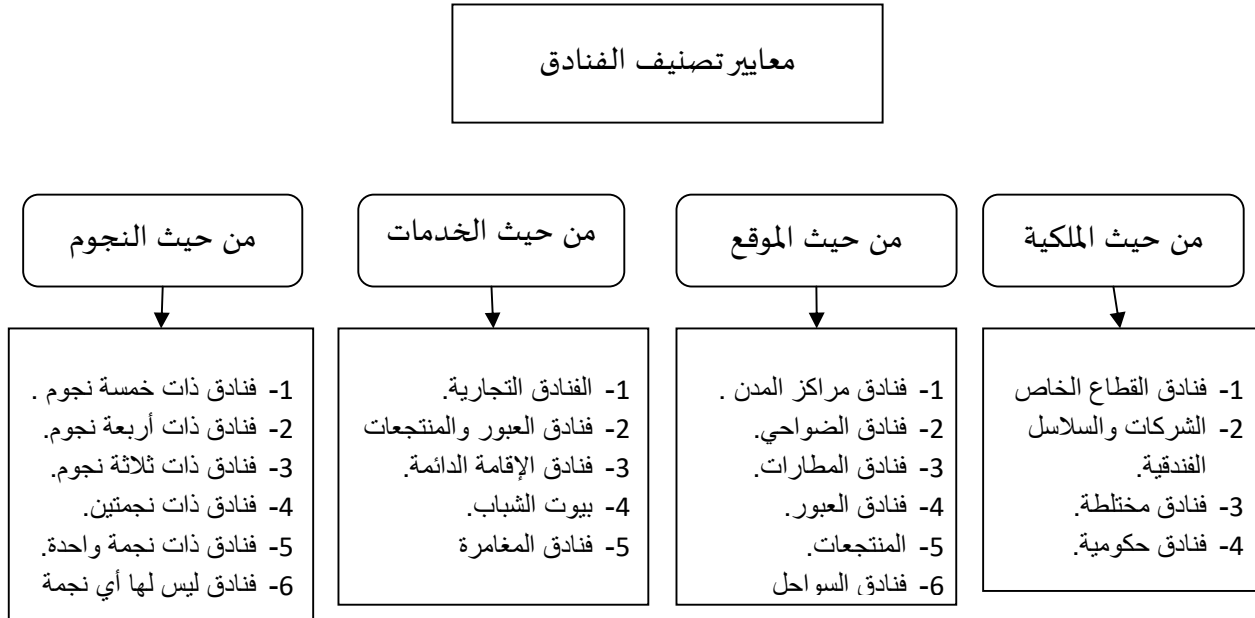 معايير تصنيف الفنادق
من حيث الملكية
من حيث الموقع
من حيث الخدمات
من حيث النجوم
1- فنادق القطاع الخاص
2- الشركات والسلاسل
الفندقية.
3- فنادق مختلطة.
4- فنادق حكومية.
1- فنادق مراكز المدن .
2- فنادق الضواحي.
3- فنادق المطارات.
4- فنادق العبور.
5- المنتجعات.
6- فنادق السواحل
1- الفنادق التجارية.
2- فنادق العبور والمنتجعات
3- فنادق الإقامة الدائمة.
4- بيوت الشباب.
5- فنادق المغامرة
1- فنادق ذات خمسة نجوم .
2- فنادق ذات أربعة نجوم.
3- فنادق ذات ثلاثة نجوم.
4- فنادق ذات نجمتين.
5- فنادق ذات نجمة واحدة.
6- فنادق ليس لها أي نجمة